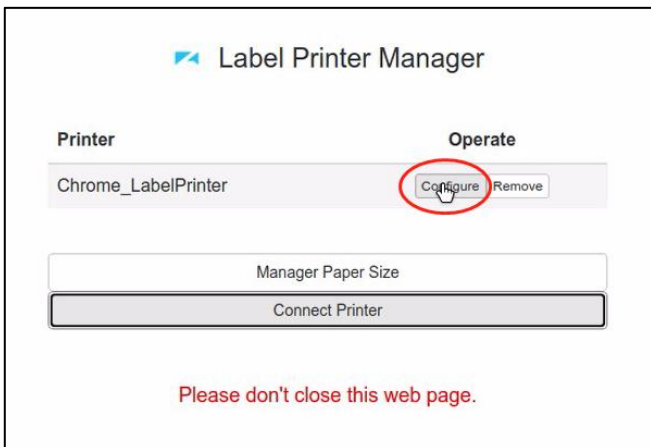 Label Printer Manager
Printer Operate
Chrome_LabelPrinter Configure Remove
Manager Paper Size
Connect Printer
Please don't close this web page.